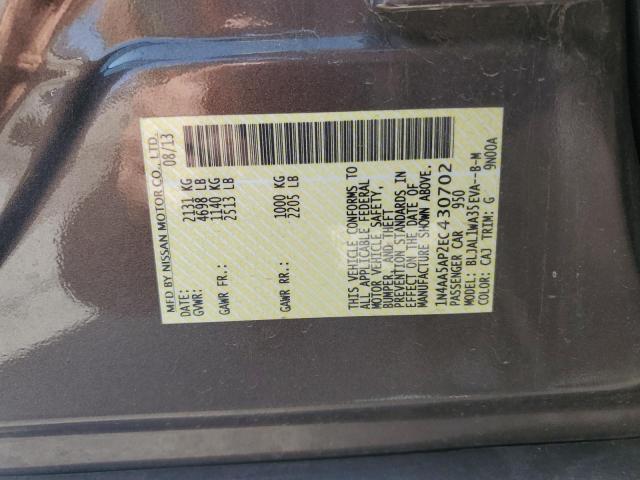 MFD BY NISSAN MOTOR CO., LTD.
DATE: 08/13
GVWR: 2131 KG
4698 LB
GAWR FR: 1140 KG
2513 LB
GAWR RR: 1000 KG
2205 LB
THIS VEHICLE CONFORMS TO
ALL APPLICABLE FEDERAL
MOTOR VEHICLE SAFETY,
BUMPER, AND THEFT
PREVENTION STANDARDS IN
EFFECT ON THE DATE OF
MANUFACTURE SHOWN ABOVE.
1N4AA5AP2EC430702
PASSENGER CAR 950
MODEL: BLJAL1WA35EVA--B-M
COLOR: CAJ TRIM: G 9N00A